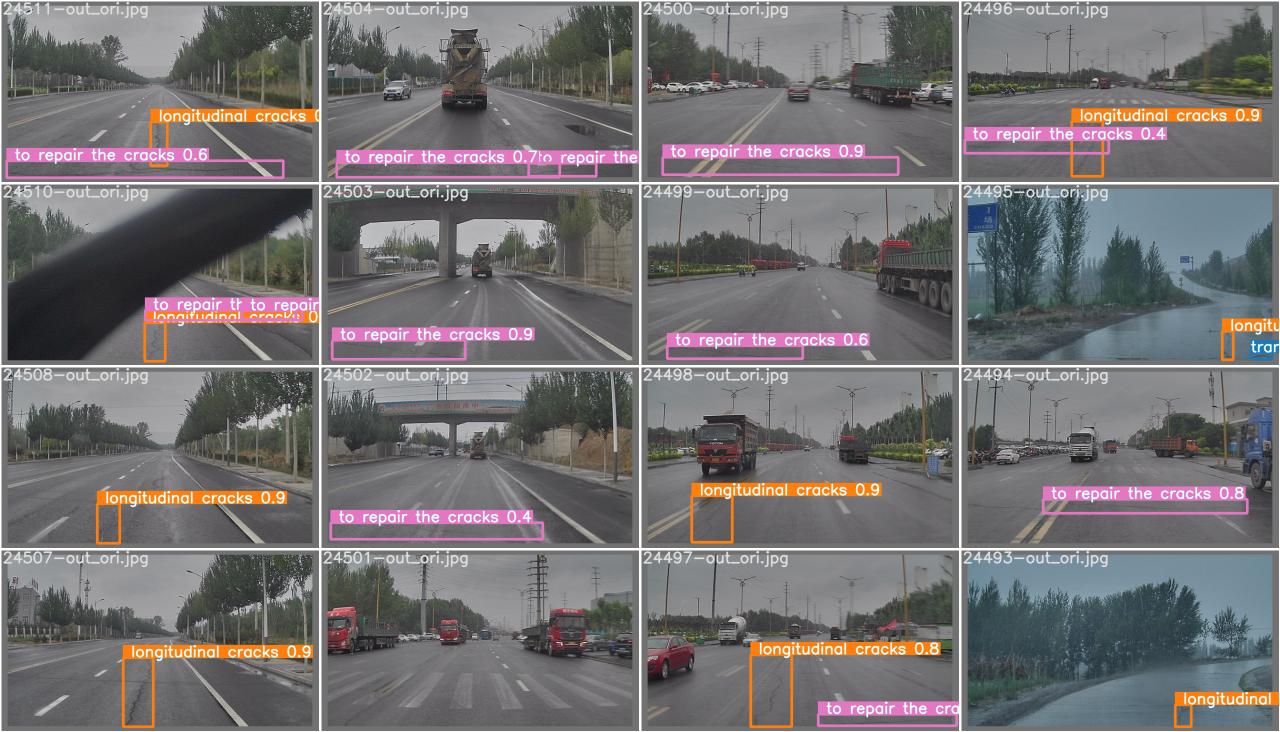 24511-out_ori.jpg
longitudinal cracks 0
to repair the cracks 0.6
24504-out_ori.jpg
to repair the cracks 0.7
to repair the
24500-out_ori.jpg
to repair the cracks 0.9
24496-out_ori.jpg
longitudinal cracks 0.9
to repair the cracks 0.4
24510-out_ori.jpg
to repair th
to repair
longitudinal cracks 0
24503-out_ori.jpg
to repair the cracks 0.9
24499-out_ori.jpg
to repair the cracks 0.6
24495-out_ori.jpg
longitu
tran
24508-out_ori.jpg
longitudinal cracks 0.9
24502-out_ori.jpg
to repair the cracks 0.4
24498-out_ori.jpg
longitudinal cracks 0.9
24494-out_ori.jpg
to repair the cracks 0.8
24507-out_ori.jpg
longitudinal cracks 0.9
24501-out_ori.jpg
24497-out_ori.jpg
longitudinal cracks 0.8
to repair the cra
24493-out_ori.jpg
longitudinal